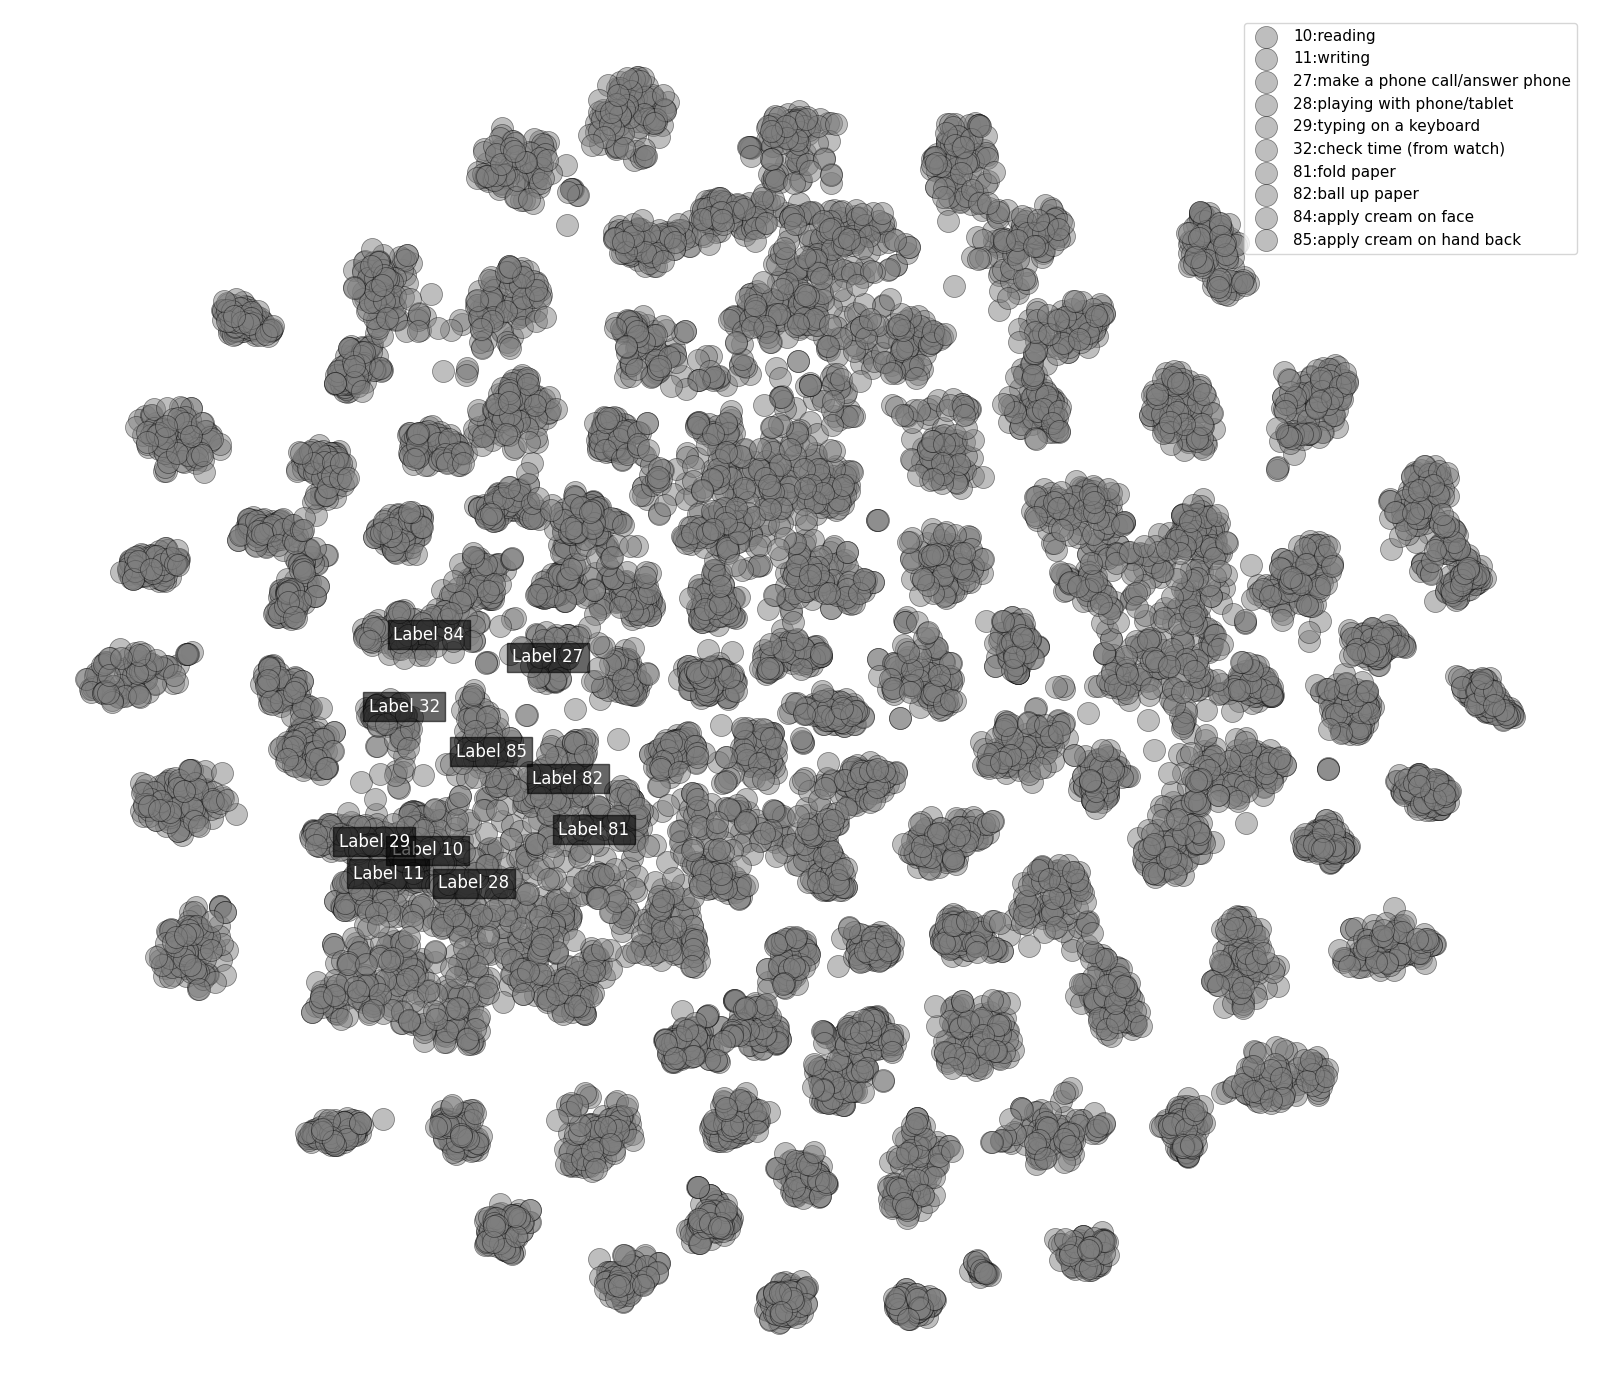 10:reading
11:writing
27:make a phone call/answer phone
28:playing with phone/tablet
29:typing on a keyboard
32:check time (from watch)
81:fold paper
82:ball up paper
84:apply cream on face
85:apply cream on hand back
Label 84
Label 27
Label 32
Label 85
Label 82
Label 81
Label 29
Label 10
Label 11
Label 28